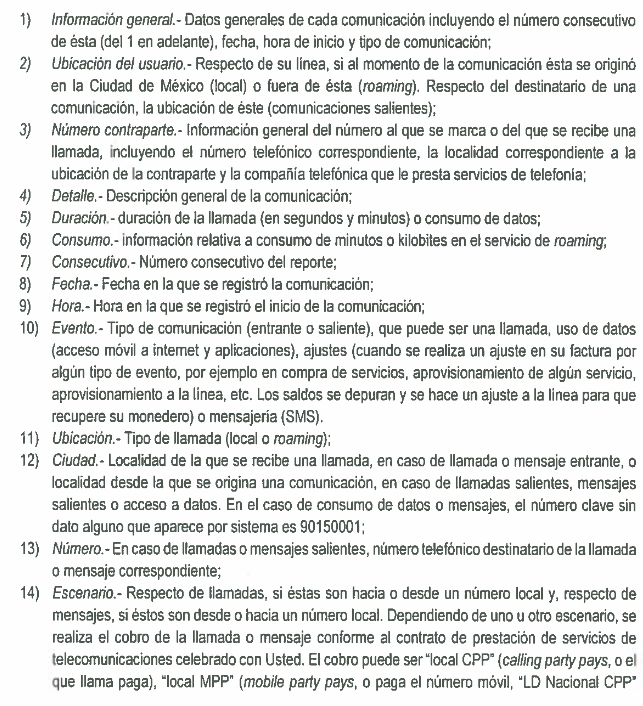 1) Información general.- Datos generales de cada comunicación incluyendo el número consecutivo
de ésta (del 1 en adelante), fecha, hora de inicio y tipo de comunicación;
2) Ubicación del usuario.- Respecto de su línea, si al momento de la comunicación ésta se originó
en la Ciudad de México (local) o fuera de ésta (roaming). Respecto del destinatario de una
comunicación, la ubicación de éste (comunicaciones salientes);
3) Número contraparte.- Información general del número al que se marca o del que se recibe una
llamada, incluyendo el número telefónico correspondiente, la localidad correspondiente a la
ubicación de la contraparte y la compañía telefónica que le presta servicios de telefonía;
4) Detalle.- Descripción general de la comunicación;
5) Duración.- duración de la llamada (en segundos y minutos) o consumo de datos;
6) Consumo.- información relativa a consumo de minutos o kilobites en el servicio de roaming;
7) Consecutivo.- Número consecutivo del reporte;
8) Fecha.- Fecha en la que se registró la comunicación;
9) Hora.- Hora en la que se registró el inicio de la comunicación;
10) Evento.- Tipo de comunicación (entrante o saliente), que puede ser una llamada, uso de datos
(acceso móvil a internet y aplicaciones), ajustes (cuando se realiza un ajuste en su factura por
algún tipo de evento, por ejemplo en compra de servicios, aprovisionamiento de algún servicio,
aprovisionamiento a la línea, etc. Los saldos se depuran y se hace un ajuste a la línea para que
recupere su monedero) o mensajería (SMS).
11) Ubicación.- Tipo de llamada (local o roaming);
12) Ciudad.- Localidad de la que se recibe una llamada, en caso de llamada o mensaje entrante, o
localidad desde la que se origina una comunicación, en caso de llamadas salientes, mensajes
salientes o acceso a datos. En el caso de consumo de datos o mensajes, el número clave sin
dato alguno que aparece por sistema es 90150001;
13) Número.- En caso de llamadas o mensajes salientes, número telefónico destinatario de la llamada
o mensaje correspondiente;
14) Escenario.- Respecto de llamadas, si éstas son hacia o desde un número local y, respecto de
mensajes, si éstos son desde o hacia un número local. Dependiendo de uno u otro escenario, se
realiza el cobro de la llamada o mensaje conforme al contrato de prestación de servicios de
telecomunicaciones celebrado con Usted. El cobro puede ser "local CPP" (calling party pays, o el
que llama paga), "local MPP" (mobile party pays, o paga el número móvil, "LD Nacional CPP"